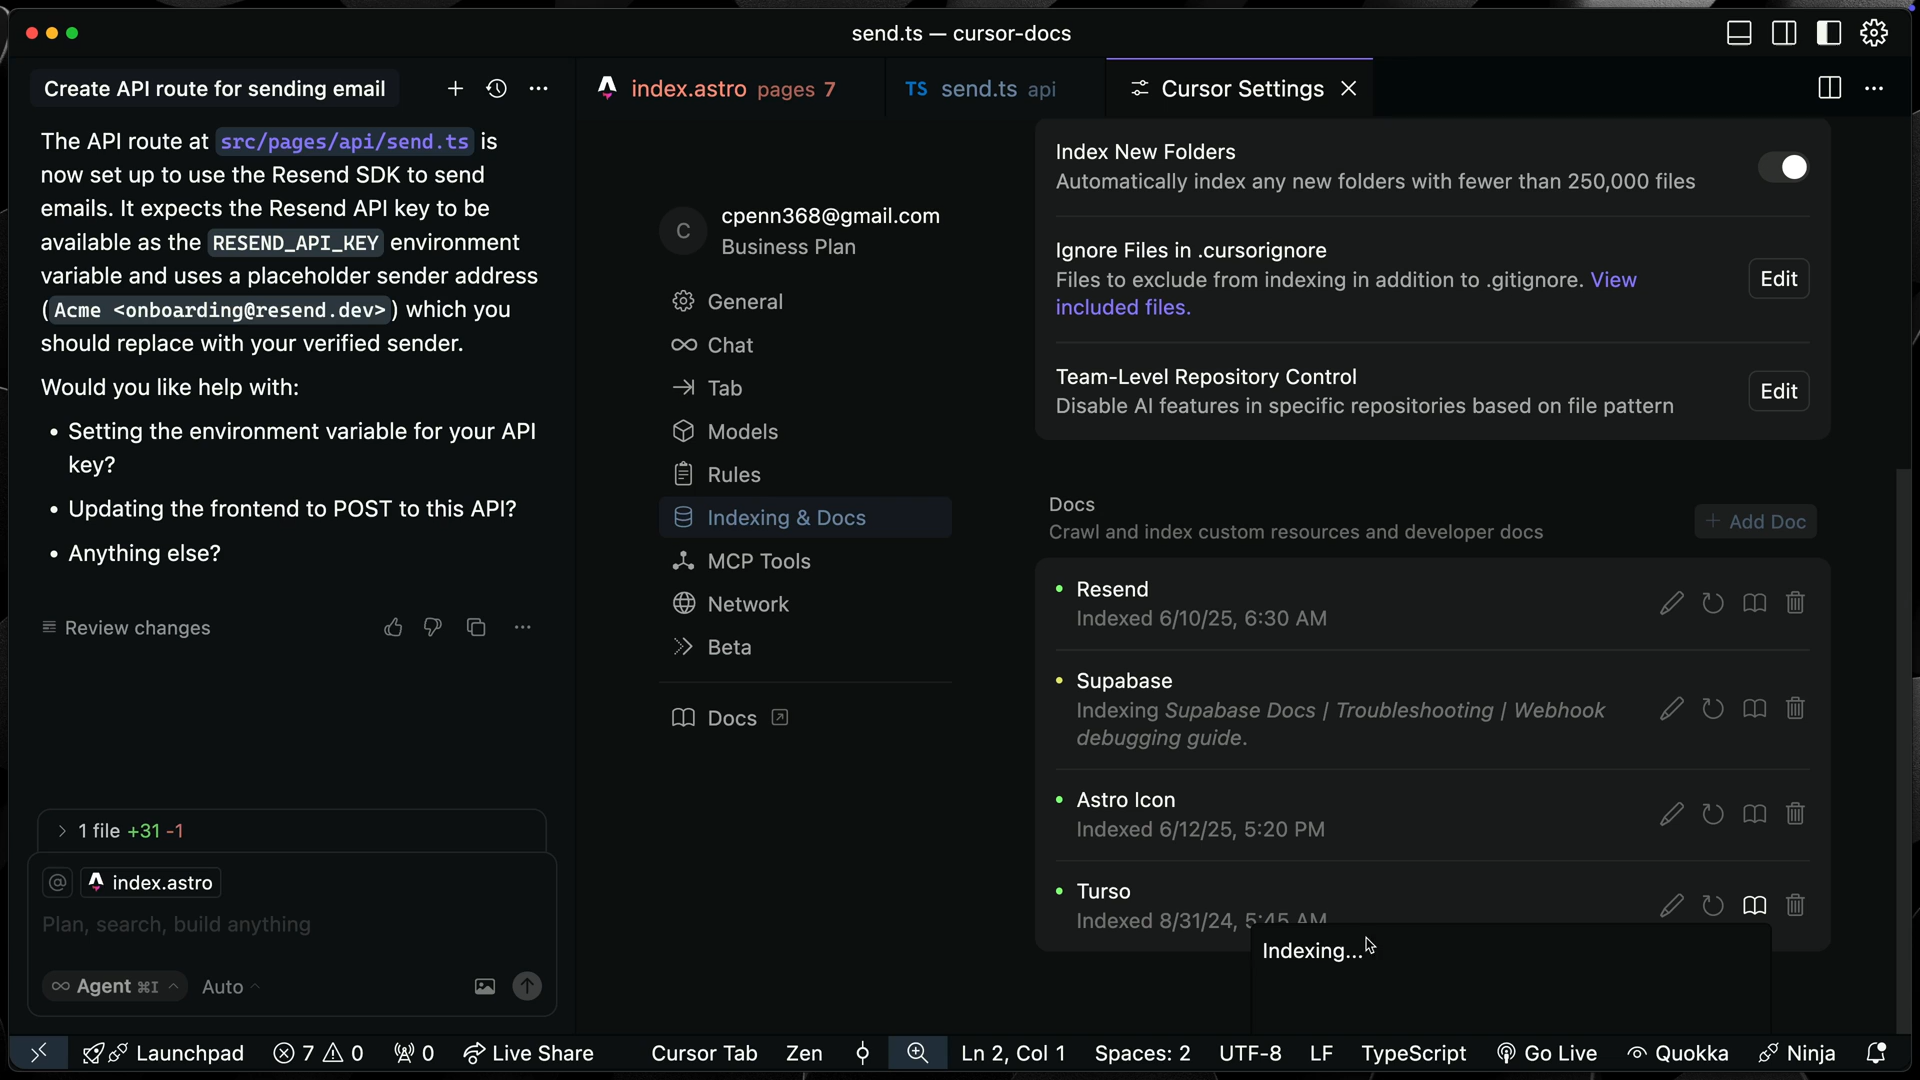 send.ts — cursor-docs
Create API route for sending email
The API route at src/pages/api/send.ts is
now set up to use the Resend SDK to send
emails. It expects the Resend API key to be
available as the RESEND_API_KEY environment
variable and uses a placeholder sender address
(Acme <onboarding@resend.dev>) which you
should replace with your verified sender.
Would you like help with:
• Setting the environment variable for your API
key?
• Updating the frontend to POST to this API?
• Anything else?
Review changes
1 file +31 -1
@ index.astro
Plan, search, build anything
Agent ⌘I Auto
index.astro pages 7
TS send.ts api
Cursor Settings
C
cpenn368@gmail.com
Business Plan
General
Chat
Tab
Models
Rules
Indexing & Docs
MCP Tools
Network
Beta
Docs
Index New Folders
Automatically index any new folders with fewer than 250,000 files
Ignore Files in .cursorignore
Files to exclude from indexing in addition to .gitignore. View
included files.
Edit
Team-Level Repository Control
Disable AI features in specific repositories based on file pattern
Edit
Docs
Crawl and index custom resources and developer docs
+ Add Doc
Resend
Indexed 6/10/25, 6:30 AM
Supabase
Indexing Supabase Docs | Troubleshooting | Webhook
debugging guide.
Astro Icon
Indexed 6/12/25, 5:20 PM
Turso
Indexed 8/31/24, 5:45 AM
Indexing...
Launchpad 7 0 0 Live Share Cursor Tab Zen Ln 2, Col 1 Spaces: 2 UTF-8 LF TypeScript Go Live Quokka Ninja